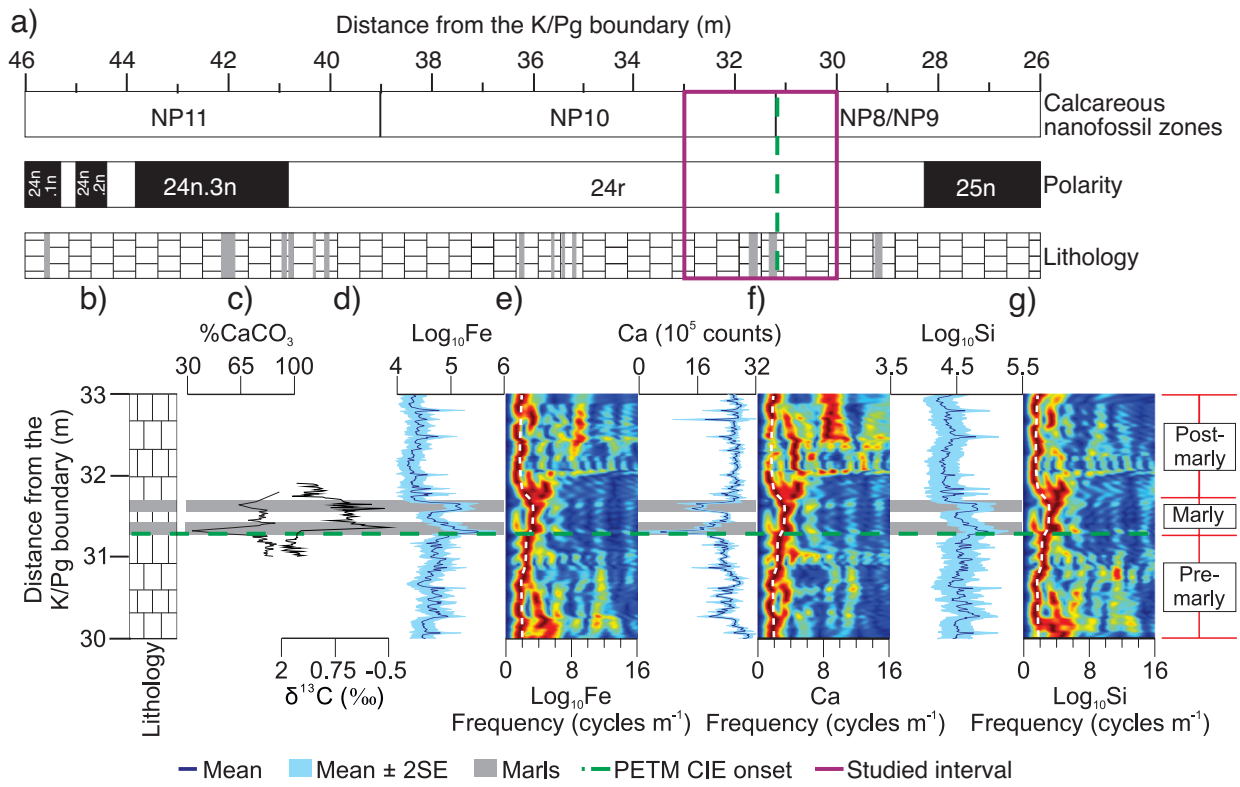 a)
Distance from the K/Pg boundary (m)
46 44 42 40 38 36 34 32 30 28 26
NP11 NP10 NP8/NP9 Calcareous
nanofossil zones
24n
.1n
24n
.2n
24n.3n 24r 25n Polarity
Lithology
b) c) d) e) f) g)
%CaCO₃ Log₁₀Fe Ca (10⁵ counts) Log₁₀Si
30 65 100 4 5 6 0 16 32 3.5 4.5 5.5
Distance from the
K/Pg boundary (m)
33
32
31
30
Post-
marly
Marly
Pre-
marly
Lithology
2 0.75 -0.5
δ¹³C (‰)
0 8 16 0 8 16 0 8 16
Log₁₀Fe Ca Log₁₀Si
Frequency (cycles m⁻¹) Frequency (cycles m⁻¹) Frequency (cycles m⁻¹)
Mean Mean ± 2SE Marls PETM CIE onset Studied interval